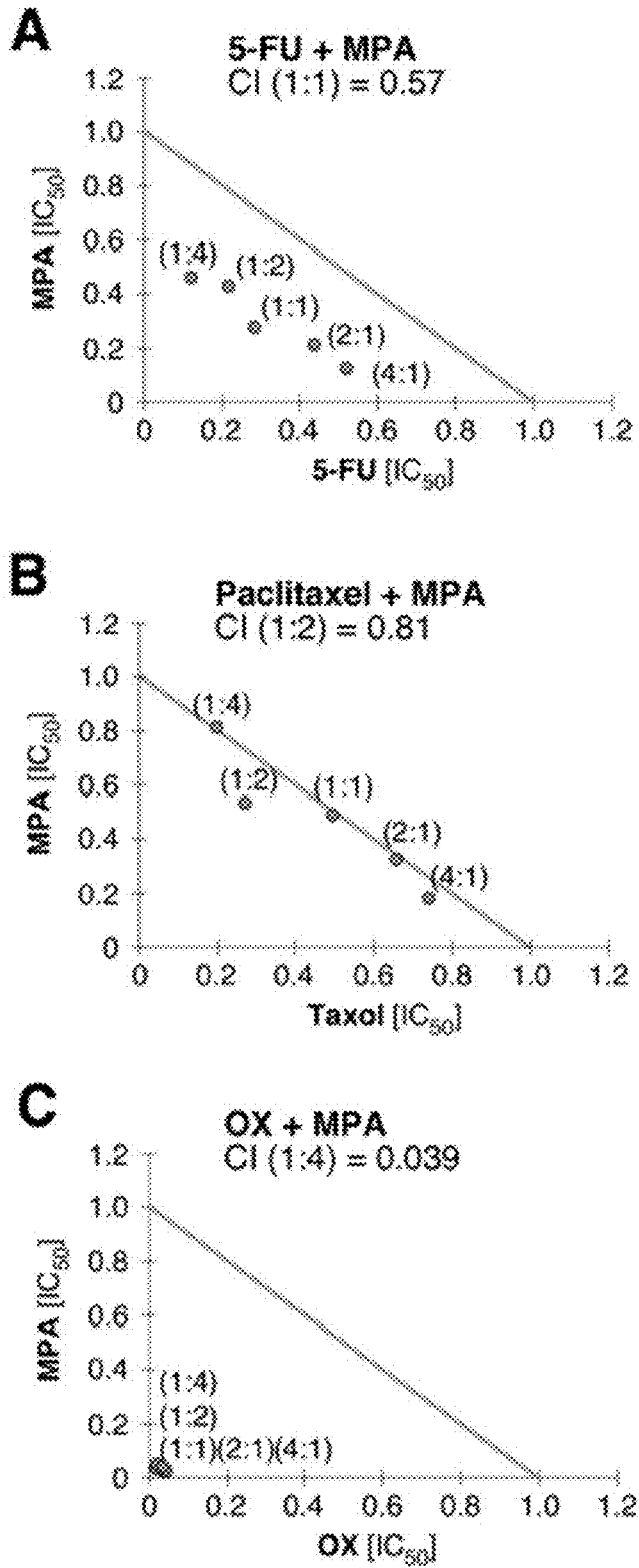 A
5-FU + MPA
CI (1:1) = 0.57
1.2
1.0
0.8
0.6
0.4
0.2
0
MPA [IC50]
(1:4)
(1:2)
(1:1)
(2:1)
(4:1)
0 0.2 0.4 0.6 0.8 1.0 1.2
5-FU [IC50]
B
Paclitaxel + MPA
CI (1:2) = 0.81
1.2
1.0
0.8
0.6
0.4
0.2
0
MPA [IC50]
(1:4)
(1:2)
(1:1)
(2:1)
(4:1)
0 0.2 0.4 0.6 0.8 1.0 1.2
Taxol [IC50]
C
OX + MPA
CI (1:4) = 0.039
1.2
1.0
0.8
0.6
0.4
0.2
0
MPA [IC50]
(1:4)
(1:2)
(1:1)(2:1)(4:1)
0 0.2 0.4 0.6 0.8 1.0 1.2
OX [IC50]